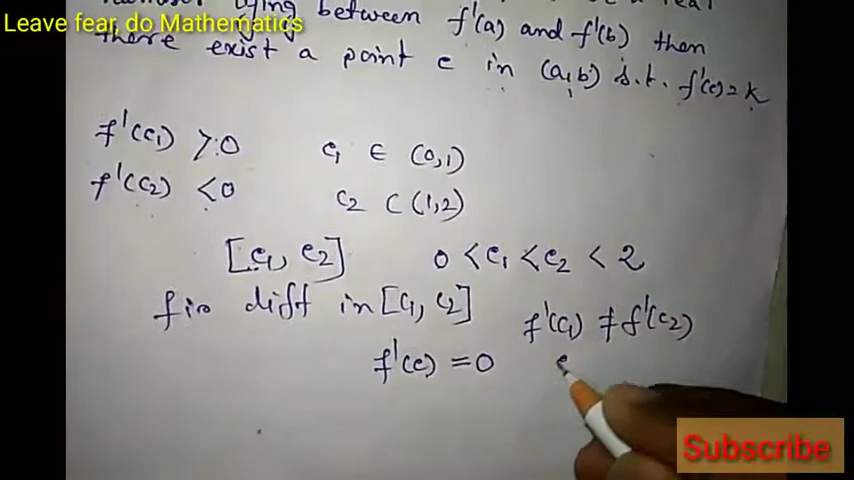 lying between f'(a) and f'(b) then
Leave fear, do Mathematics
there exist a point c in (a,b) s.t. f'(c)=k
f'(c1) >0 c1 ∈ (0,1)
f'(c2) <0 c2 ⊂ (1,2)
[c1, c2] 0 <c1 <c2 < 2
f is diff in [c1, c2]
f'(c1) ≠ f'(c2)
f'(c) =0
Subscribe